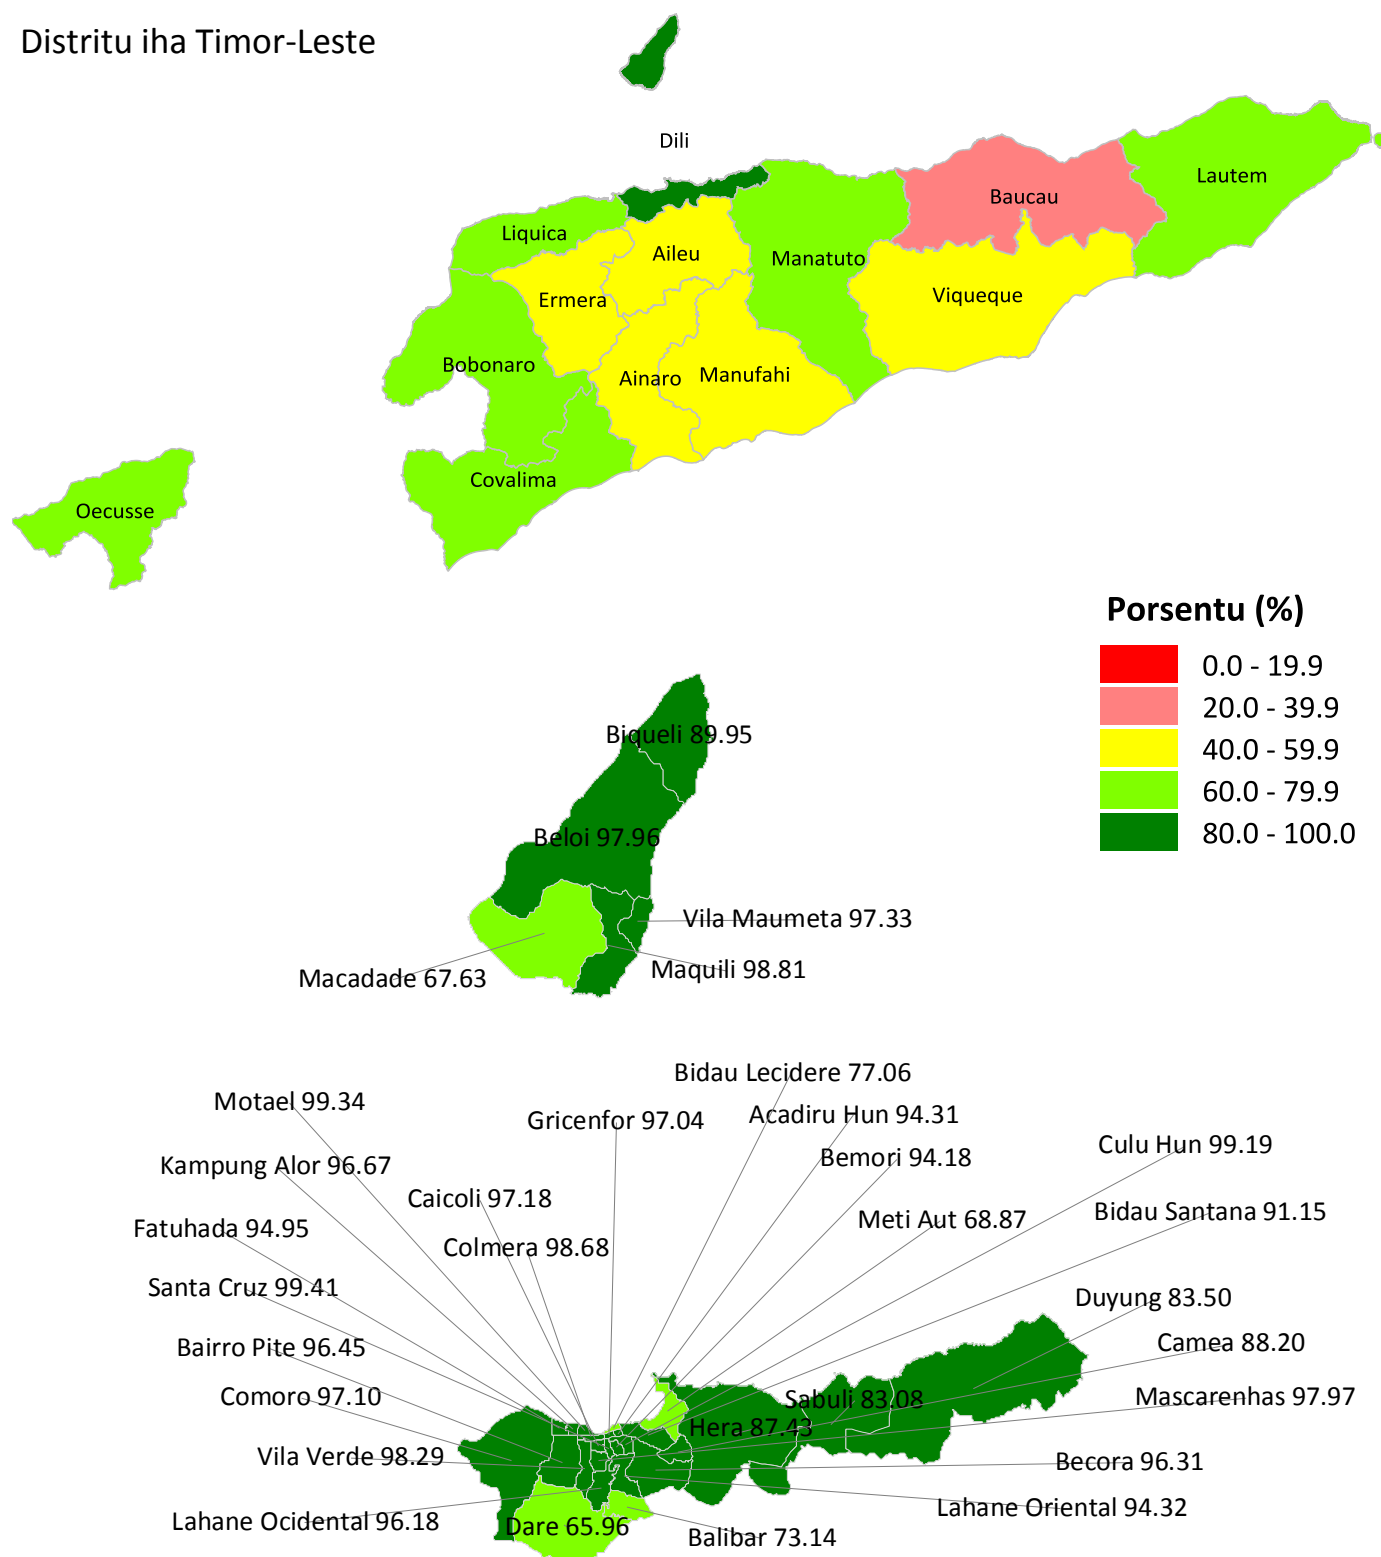 Distritu iha Timor-Leste
Dili
Lautem
Baucau
Liquica
Aileu
Manatuto
Viqueque
Ermera
Bobonaro
Ainaro
Manufahi
Covalima
Oecusse
Porsentu (%)
0.0 - 19.9
20.0 - 39.9
40.0 - 59.9
60.0 - 79.9
80.0 - 100.0
Biqueli 89.95
Beloi 97.96
Vila Maumeta 97.33
Maquili 98.81
Macadade 67.63
Bidau Lecidere 77.06
Motael 99.34
Gricenfor 97.04
Acadiru Hun 94.31
Culu Hun 99.19
Kampung Alor 96.67
Bemori 94.18
Caicoli 97.18
Meti Aut 68.87
Bidau Santana 91.15
Fatuhada 94.95
Colmera 98.68
Santa Cruz 99.41
Duyung 83.50
Bairro Pite 96.45
Camea 88.20
Comoro 97.10
Sabuli 83.08
Mascarenhas 97.97
Hera 87.43
Vila Verde 98.29
Becora 96.31
Lahane Oriental 94.32
Lahane Ocidental 96.18
Dare 65.96
Balibar 73.14